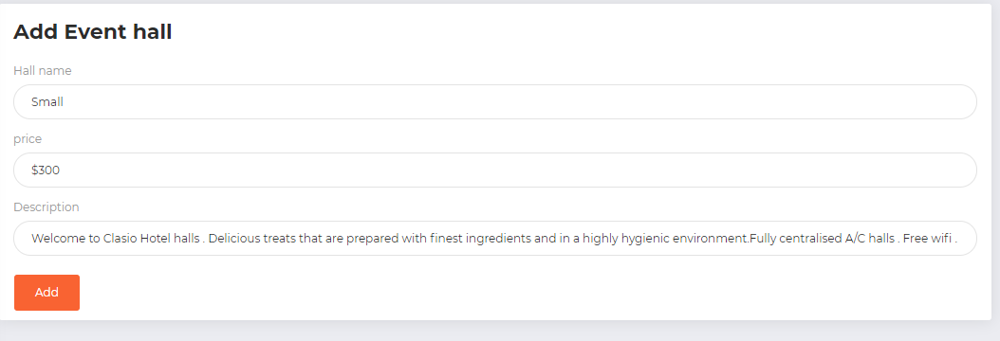 Add Event hall
Hall name
Small
price
$300
Description
Welcome to Clasio Hotel halls . Delicious treats that are prepared with finest ingredients and in a highly hygienic environment.Fully centralised A/C halls . Free wifi .
Add